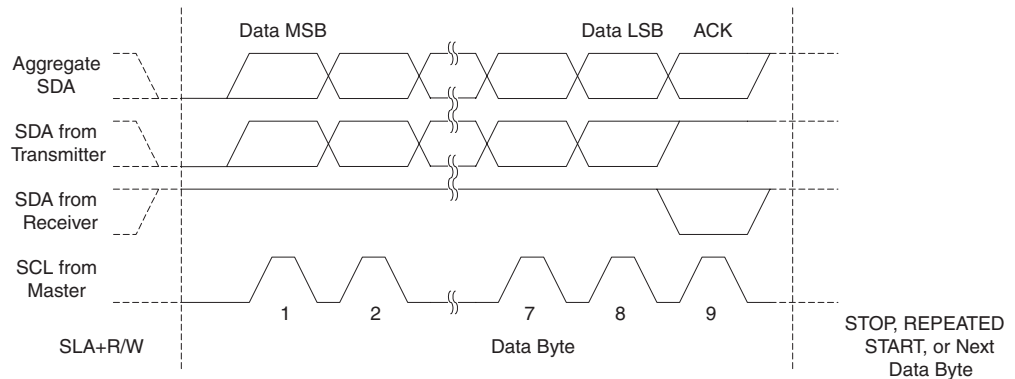 Data MSB
Data LSB
ACK
Aggregate
SDA
SDA from
Transmitter
SDA from
Receiver
SCL from
Master
1
2
7
8
9
SLA+R/W
Data Byte
STOP, REPEATED
START, or Next
Data Byte